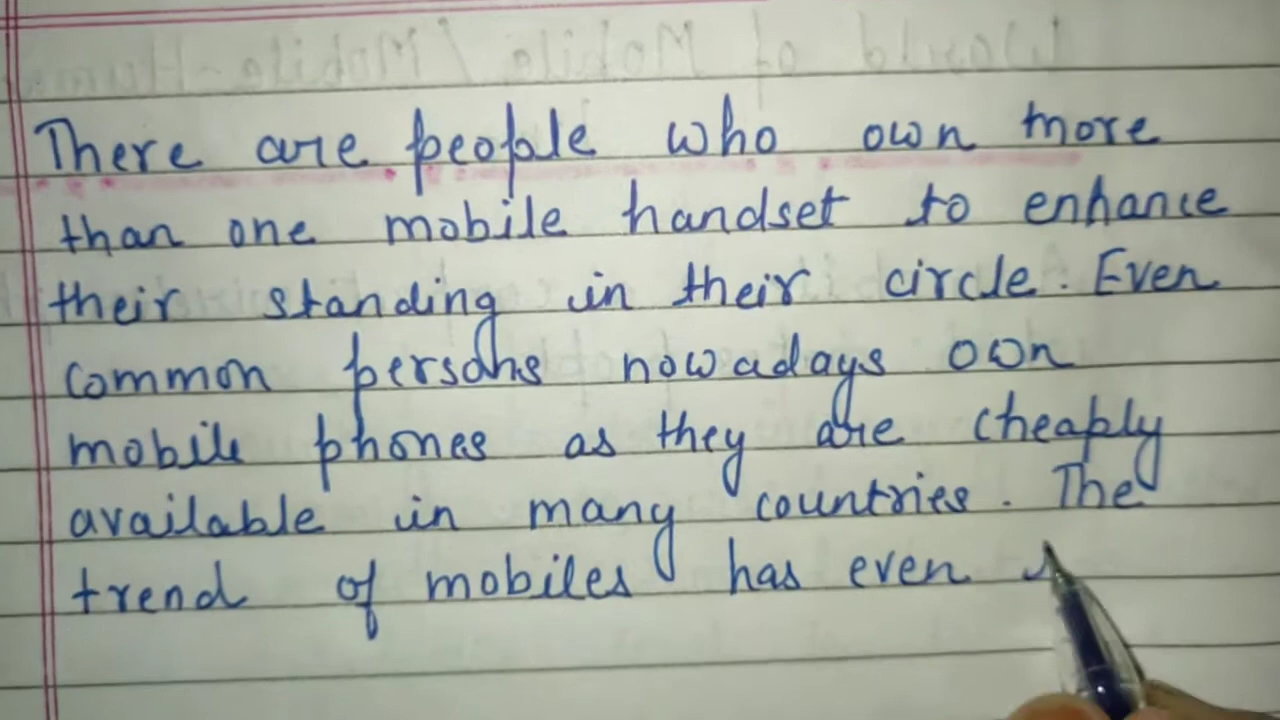 There are people who own more
than one mobile handset to enhance
their standing in their circle. Even
common persons nowadays own
mobile phones as they are cheaply
available in many countries. The
trend of mobiles has even